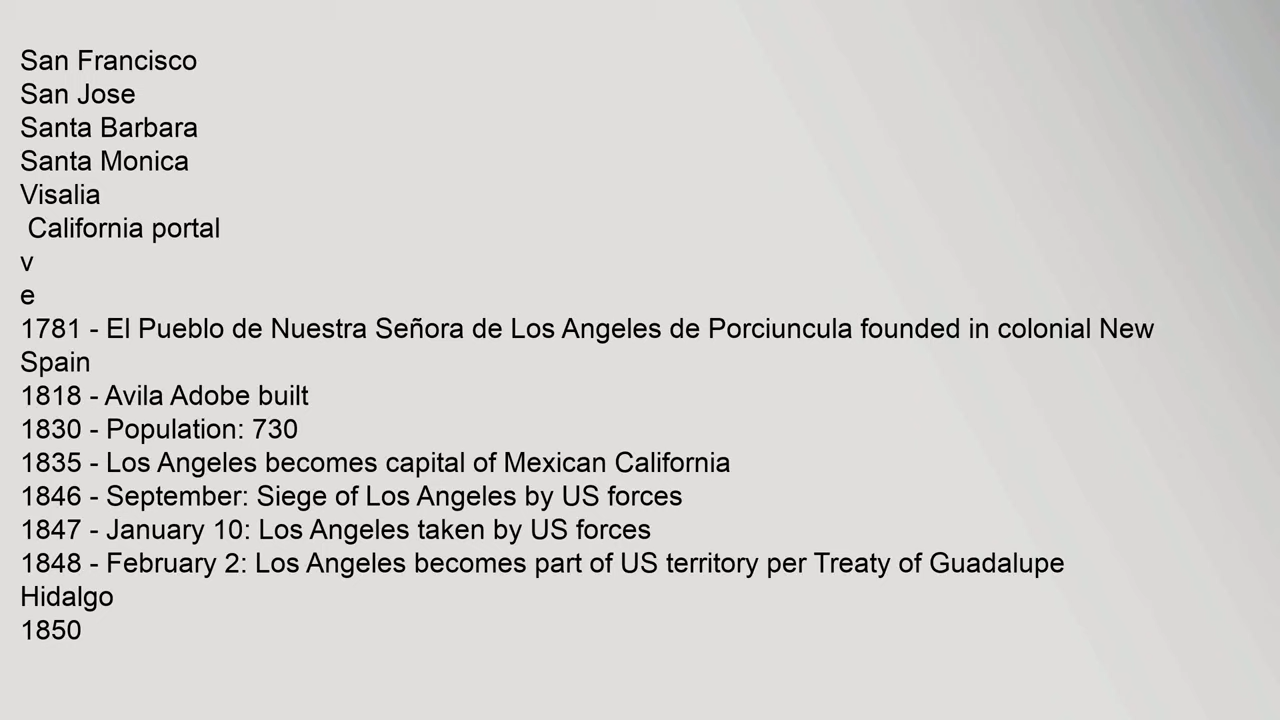 San Francisco
San Jose
Santa Barbara
Santa Monica
Visalia
California portal
v
e
1781 - El Pueblo de Nuestra Señora de Los Angeles de Porciuncula founded in colonial New
Spain
1818 - Avila Adobe built
1830 - Population: 730
1835 - Los Angeles becomes capital of Mexican California
1846 - September: Siege of Los Angeles by US forces
1847 - January 10: Los Angeles taken by US forces
1848 - February 2: Los Angeles becomes part of US territory per Treaty of Guadalupe
Hidalgo
1850